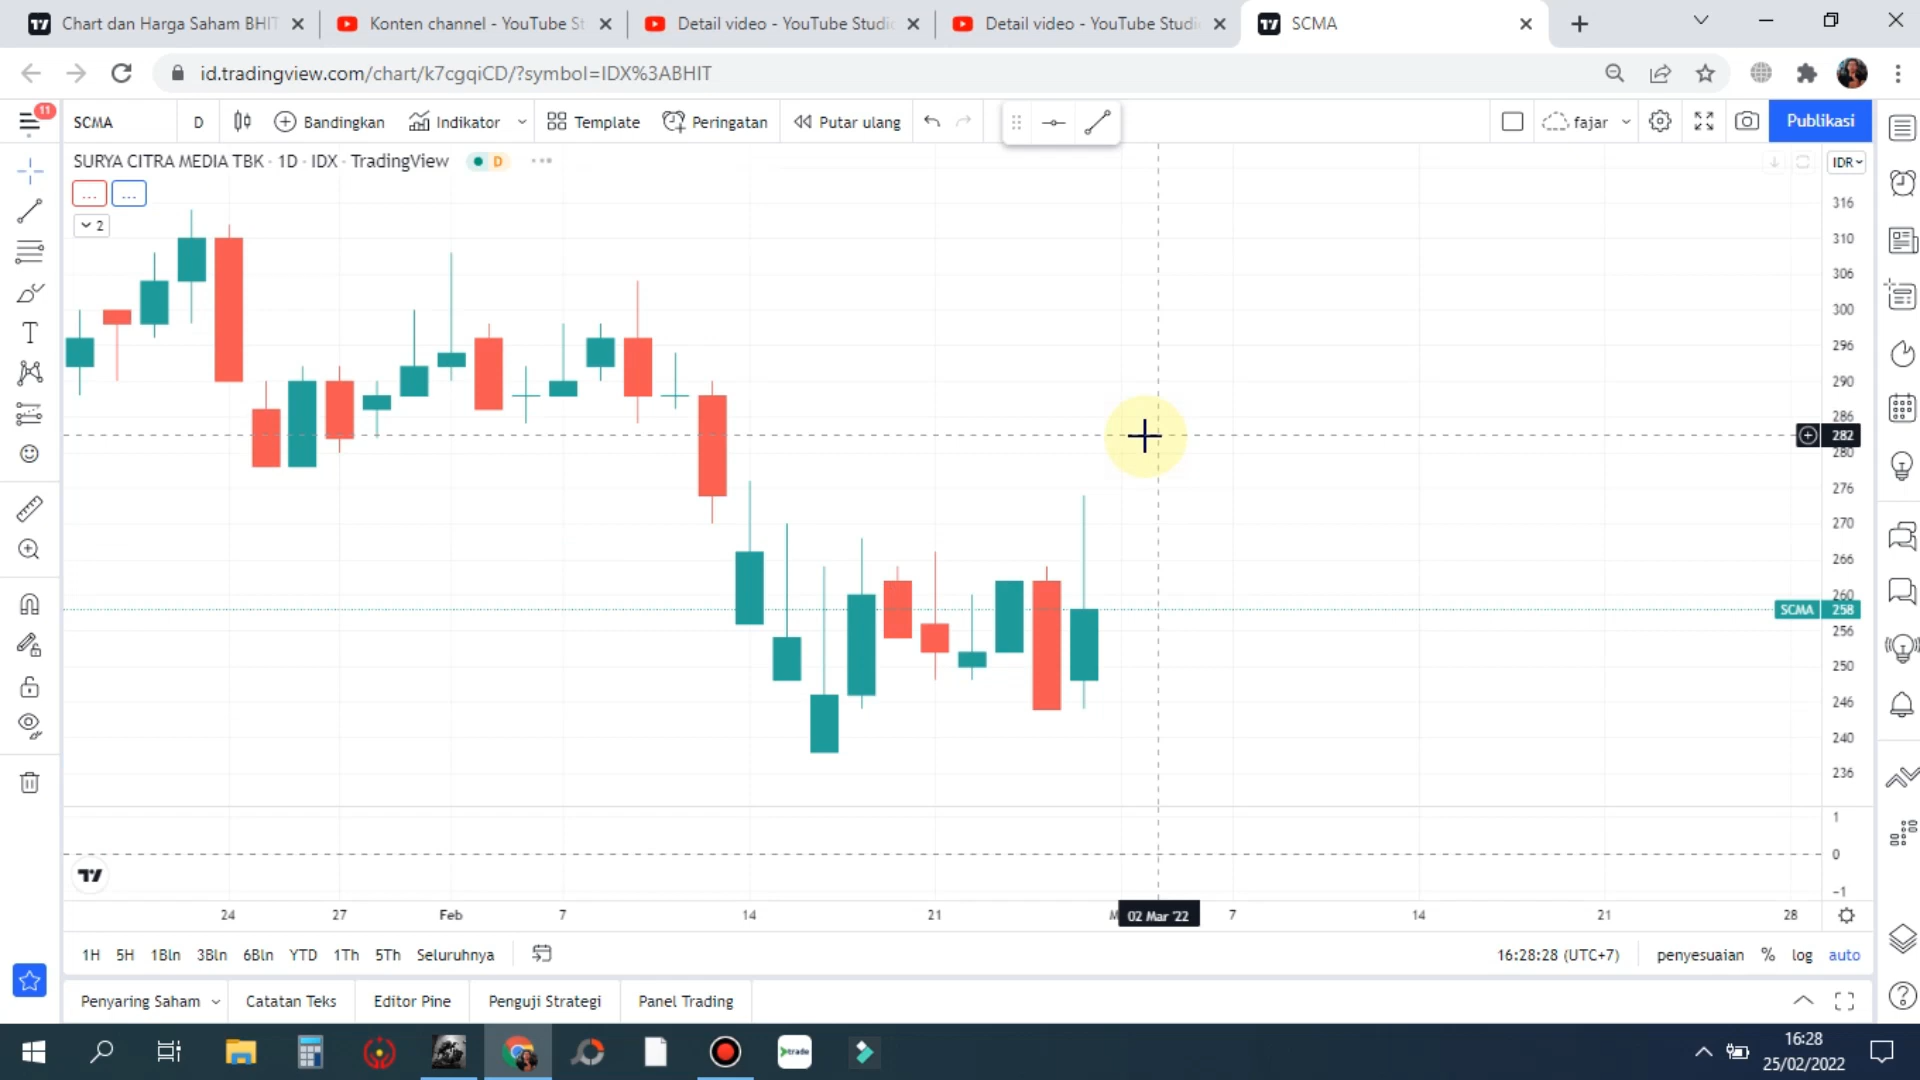 Chart dan Harga Saham BHIT
Konten channel - YouTube St
Detail video - YouTube Studi
Detail video - YouTube Studi
SCMA
id.tradingview.com/chart/k7cgqiCD/?symbol=IDX%3ABHIT
11
SCMA
D
Bandingkan
Indikator
Template
Peringatan
Putar ulang
fajar
Publikasi
SURYA CITRA MEDIA TBK · 1D · IDX · TradingView
D
IDR
...
...
2
316
310
306
300
296
290
286
282
280
276
270
266
260
SCMA 258
256
250
246
240
236
1
0
-1
24
27
Feb
7
14
21
M
02 Mar '22
7
14
21
28
1H
5H
1Bln
3Bln
6Bln
YTD
1Th
5Th
Seluruhnya
16:28:28 (UTC+7)
penyesuaian
%
log
auto
Penyaring Saham
Catatan Teks
Editor Pine
Penguji Strategi
Panel Trading
trade
16:28
25/02/2022